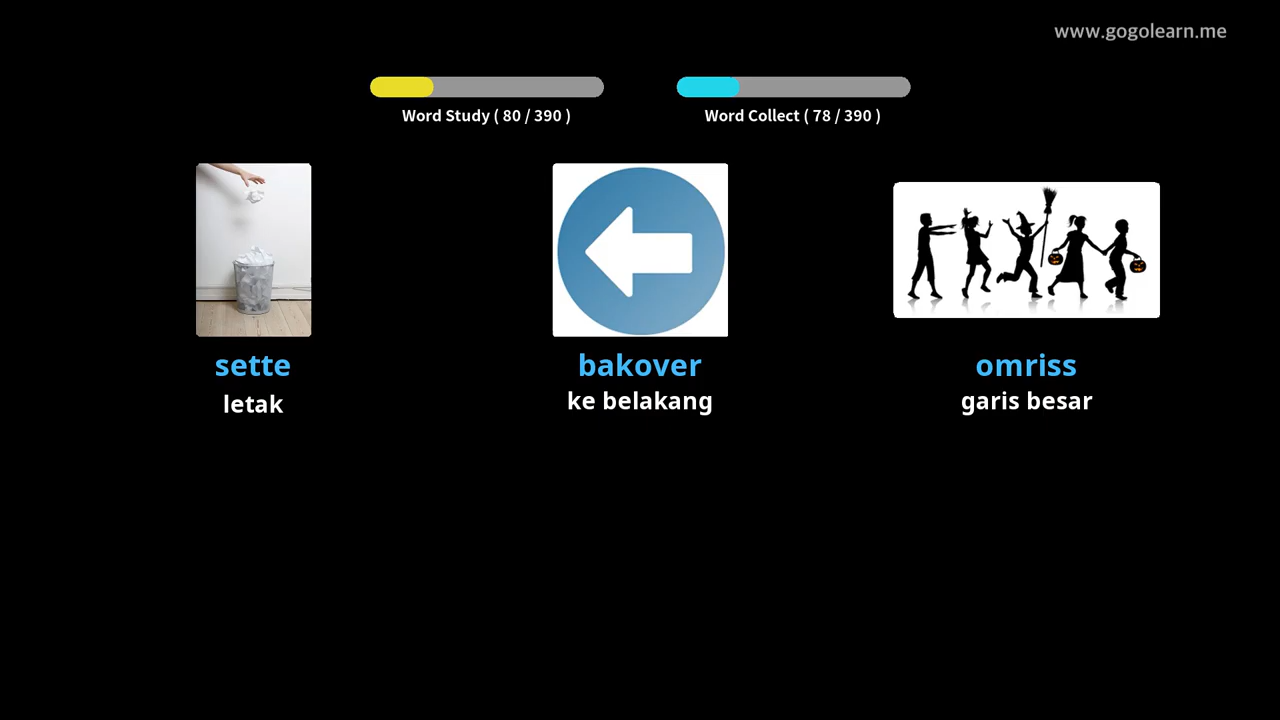 www.gogolearn.me
Word Study ( 80 / 390 )
Word Collect ( 78 / 390 )
sette
letak
bakover
ke belakang
omriss
garis besar